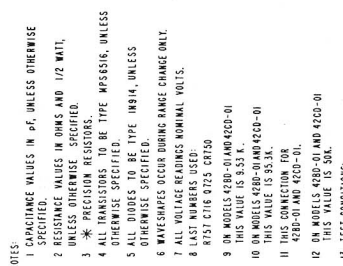 OTES:
1 CAPACITANCE VALUES IN pF, UNLESS OTHERWISE
SPECIFIED.
2 RESISTANCE VALUES IN OHMS AND 1/2 WATT,
UNLESS OTHERWISE SPECIFIED.
3 ✳ PRECISION RESISTORS.
4 ALL TRANSISTORS TO BE TYPE MPS6516, UNLESS
OTHERWISE SPECIFIED.
5 ALL DIODES TO BE TYPE IN914, UNLESS
OTHERWISE SPECIFIED.
6 WAVESHAPES OCCUR DURING RANGE CHANGE ONLY.
7 ALL VOLTAGE READINGS NOMINAL VOLTS.
8 LAST NUMBERS USED:
R757 C716 Q725 CR750
9 ON MODELS 42BD-01 AND 42CD-01
THIS VALUE IS 9.53 K.
10 ON MODELS 42BD-01 AND 42CD-01
THIS VALUE IS 95.3K.
11 THIS CONNECTION FOR
42BD-01 AND 42CD-01.
12 ON MODELS 42BD-01 AND 42CD-01
THIS VALUE IS 50K.